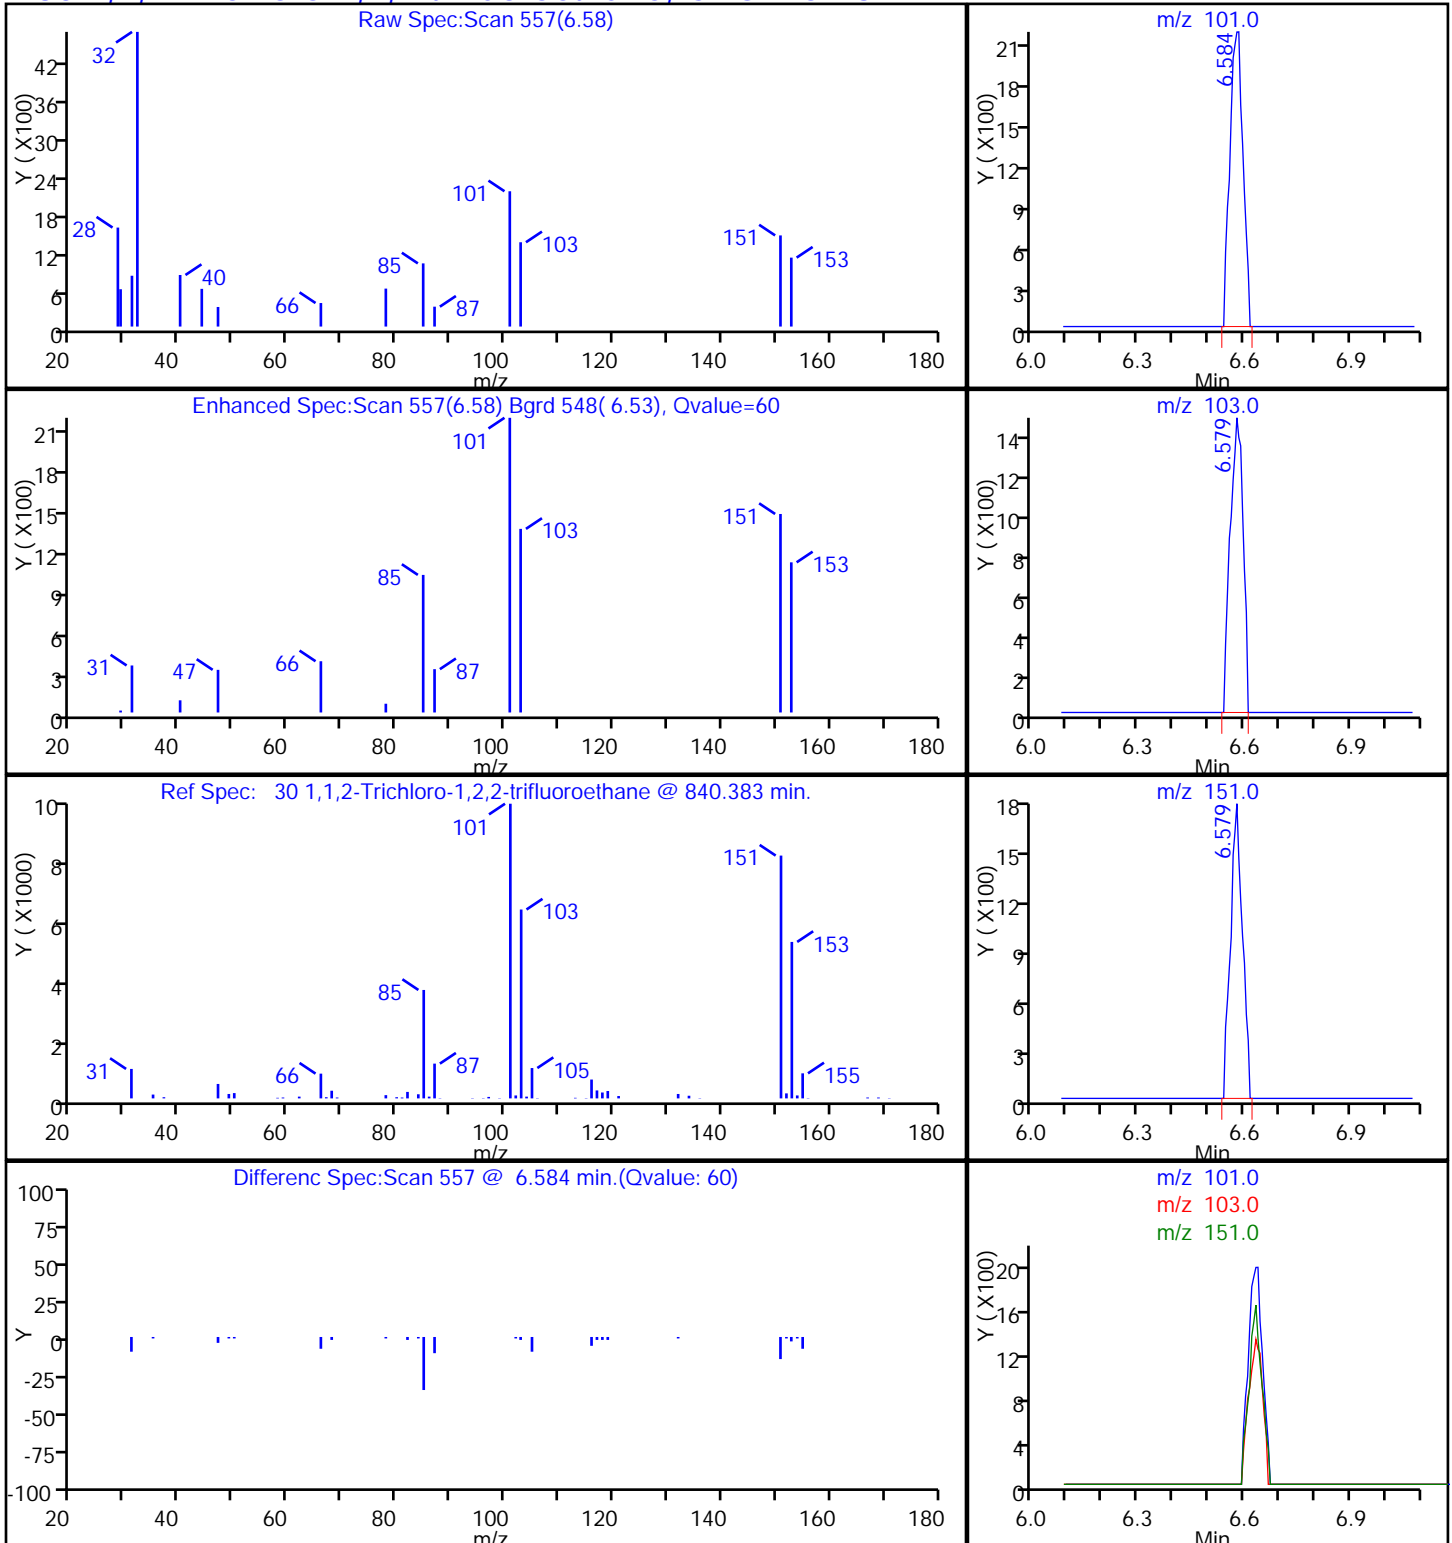 Raw Spec:Scan 557(6.58)
Y ( X100)
42
36
30
24
18
12
6
0
32
28
40
66
85
87
101
103
151
153
20 40 60 80 100 120 140 160 180
m/z
m/z 101.0
Y ( X100)
21
18
15
12
9
6
3
0
6.584
6.0 6.3 6.6 6.9
Min
Enhanced Spec:Scan 557(6.58) Bgrd 548( 6.53), Qvalue=60
Y ( X100)
21
18
15
12
9
6
3
0
31
47
66
85
87
101
103
151
153
20 40 60 80 100 120 140 160 180
m/z
m/z 103.0
Y ( X100)
14
12
10
8
6
4
2
0
6.579
6.0 6.3 6.6 6.9
Min
Ref Spec: 30 1,1,2-Trichloro-1,2,2-trifluoroethane @ 840.383 min.
Y ( X1000)
10
8
6
4
2
0
31
66
85
87
101
103
105
151
153
155
20 40 60 80 100 120 140 160 180
m/z
m/z 151.0
Y ( X100)
18
15
12
9
6
3
0
6.579
6.0 6.3 6.6 6.9
Min
Differenc Spec:Scan 557 @ 6.584 min.(Qvalue: 60)
Y
100
75
50
25
0
-25
-50
-75
-100
20 40 60 80 100 120 140 160 180
m/z
m/z 101.0
m/z 103.0
m/z 151.0
Y ( X100)
20
16
12
8
4
0
6.0 6.3 6.6 6.9
Min